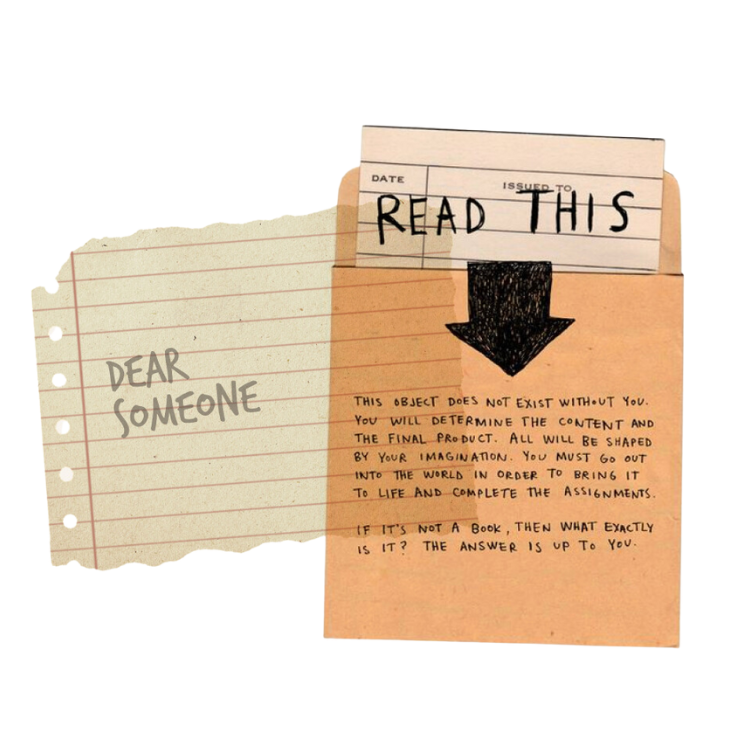 DATE
ISSUED TO
READ THIS
DEAR
SOMEONE
THIS OBJECT DOES NOT EXIST WITHOUT YOU.
YOU WILL DETERMINE THE CONTENT AND
THE FINAL PRODUCT. ALL WILL BE SHAPED
BY YOUR IMAGINATION. YOU MUST GO OUT
INTO THE WORLD IN ORDER TO BRING IT
TO LIFE AND COMPLETE THE ASSIGNMENTS.
IF IT'S NOT A BOOK, THEN WHAT EXACTLY
IS IT? THE ANSWER IS UP TO YOU.